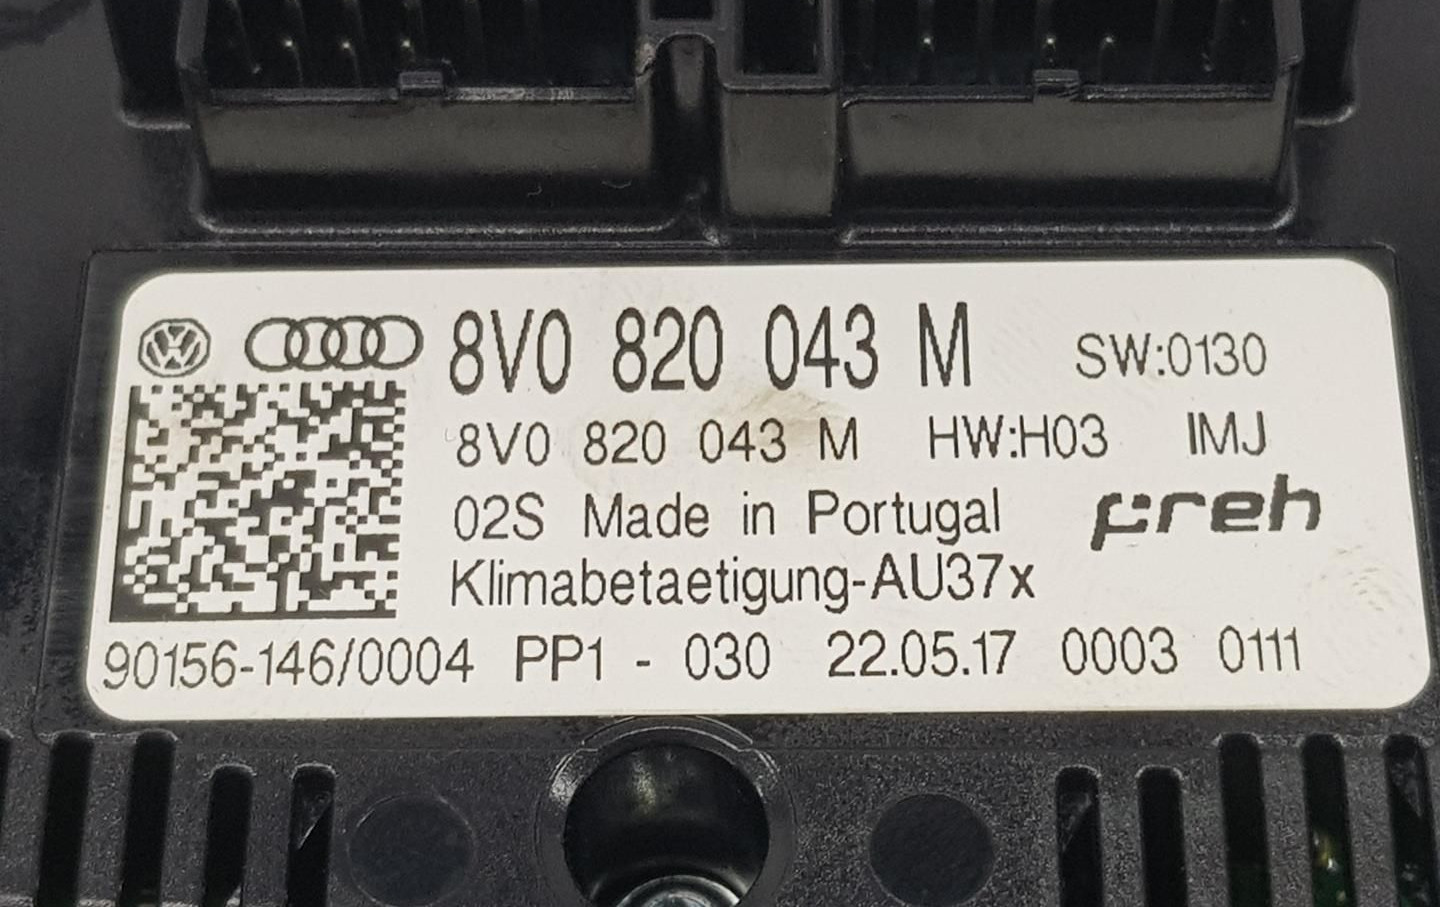 8V0 820 043 M SW:0130
8V0 820 043 M HW:H03 IMJ
02S Made in Portugal preh
Klimabetaetigung-AU37x
90156-146/0004 PP1 - 030 22.05.17 0003 0111